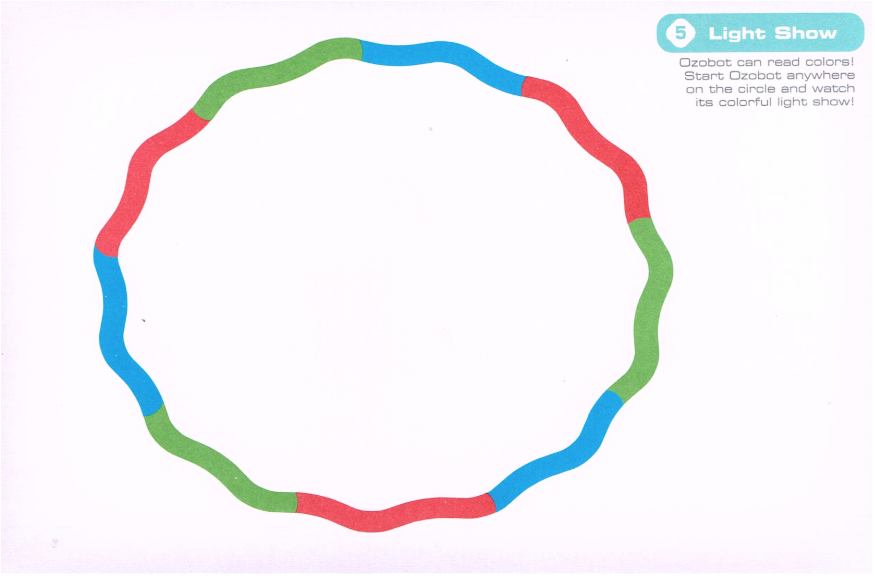 5 Light Show
Ozobot can read colors!
Start Ozobot anywhere
on the circle and watch
its colorful light show!